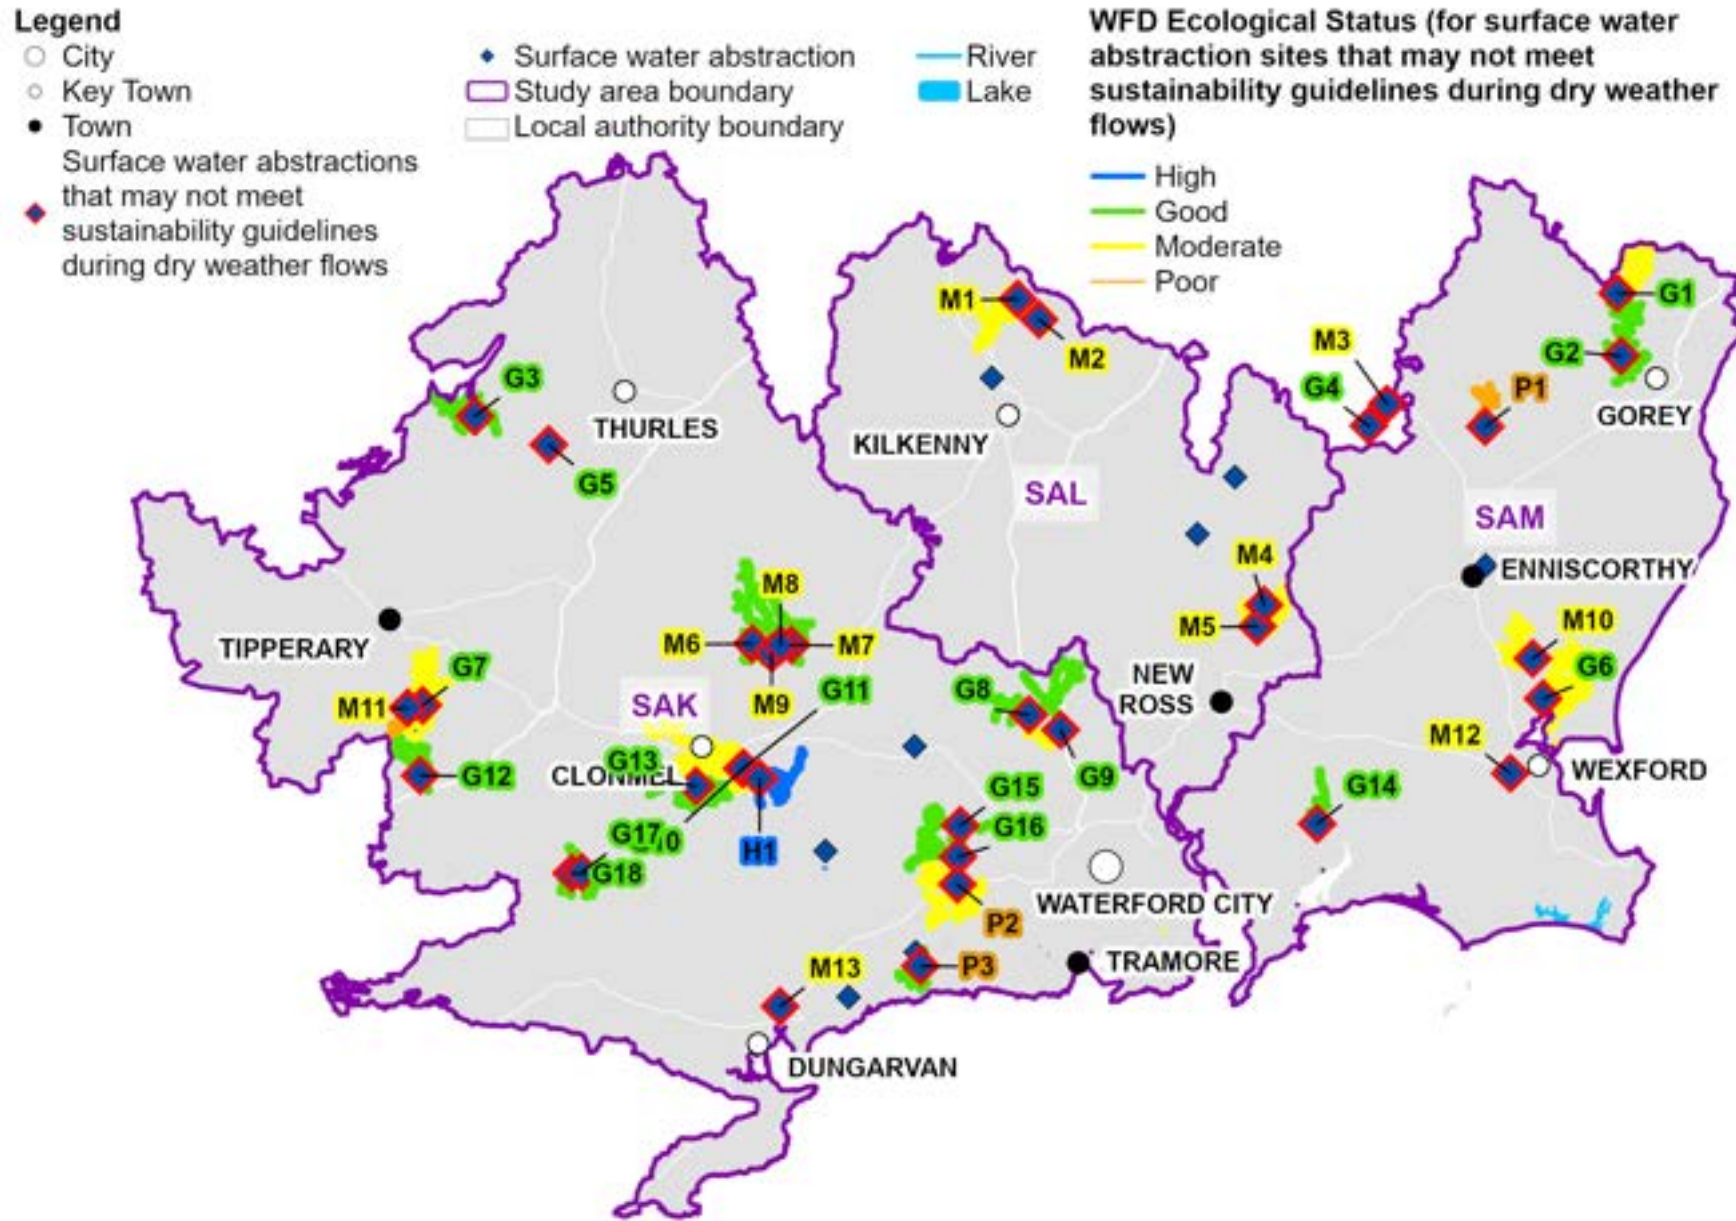 Legend
City
Key Town
Town
Surface water abstractions
that may not meet
sustainability guidelines
during dry weather flows
Surface water abstraction
Study area boundary
Local authority boundary
River
Lake
WFD Ecological Status (for surface water
abstraction sites that may not meet
sustainability guidelines during dry weather
flows)
High
Good
Moderate
Poor
M1
G1
M2
M3
G2
G3
G4
P1
THURLES
KILKENNY
GOREY
G5
SAL
SAM
M4
ENNISCORTHY
M8
TIPPERARY
M6
M7
M5
M10
G7
G11
G8
NEW
ROSS
G6
M11
SAK
M9
M12
G13
CLONMEL
G12
G9
WEXFORD
G15
G14
G17
G16
H1
G18
WATERFORD CITY
P2
M13
P3
TRAMORE
DUNGARVAN